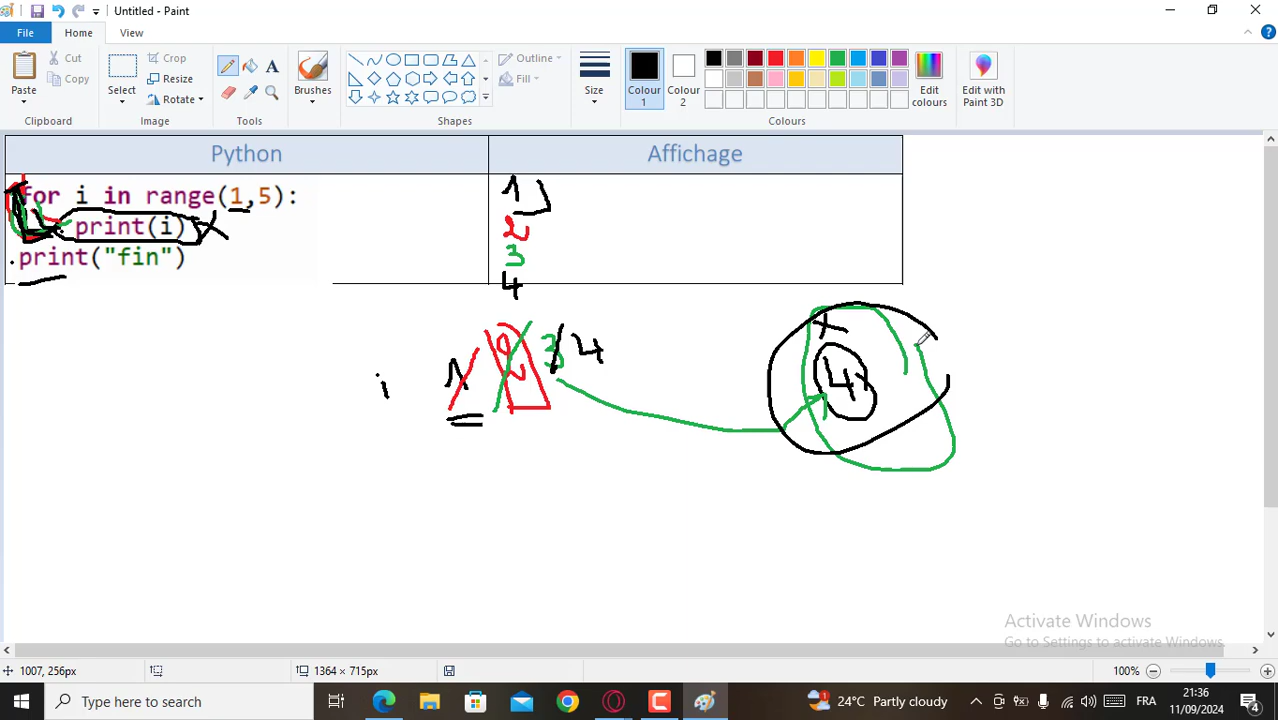 Untitled - Paint
File Home View
Paste Cut Copy Select Crop Resize Rotate Brushes Size Colour 1 Colour 2 Edit colours Edit with Paint 3D
Outline Fill
Clipboard Image Tools Shapes Colours
Python Affichage
for i in range(1,5):
print(i)
print("fin")
1
2
3
4
i 1 2 3 4
4
Activate Windows
Go to Settings to activate Windows.
1007, 256px 1364 × 715px 100%
Type here to search 24°C Partly cloudy FRA 21:36 11/09/2024 4